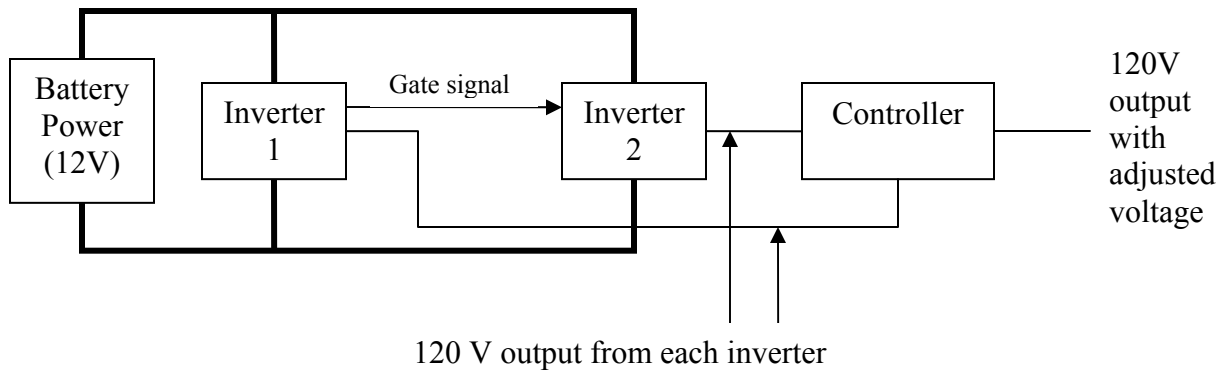 Battery
Power
(12V)
Inverter
1
Gate signal
Inverter
2
Controller
120V
output
with
adjusted
voltage
120 V output from each inverter